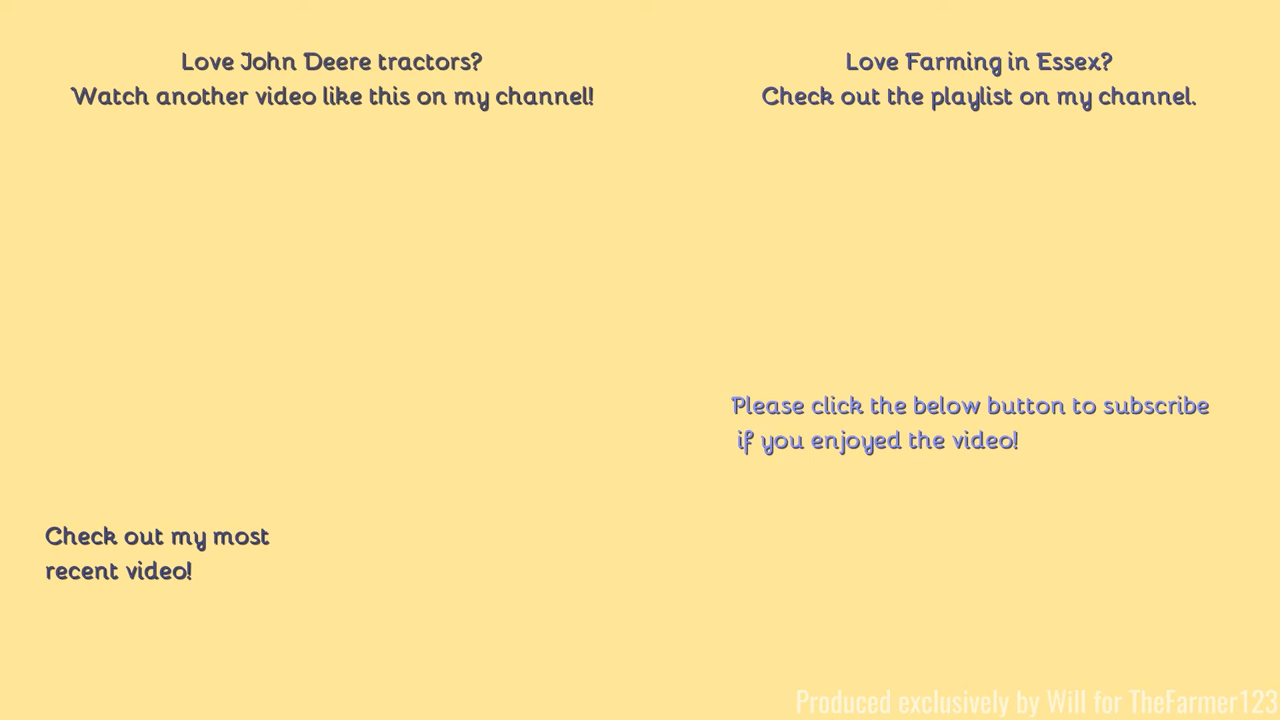 Love John Deere tractors?
Watch another video like this on my channel!
Love Farming in Essex?
Check out the playlist on my channel.
Please click the below button to subscribe
if you enjoyed the video!
Check out my most
recent video!
Produced exclusively by Will for TheFarmer123